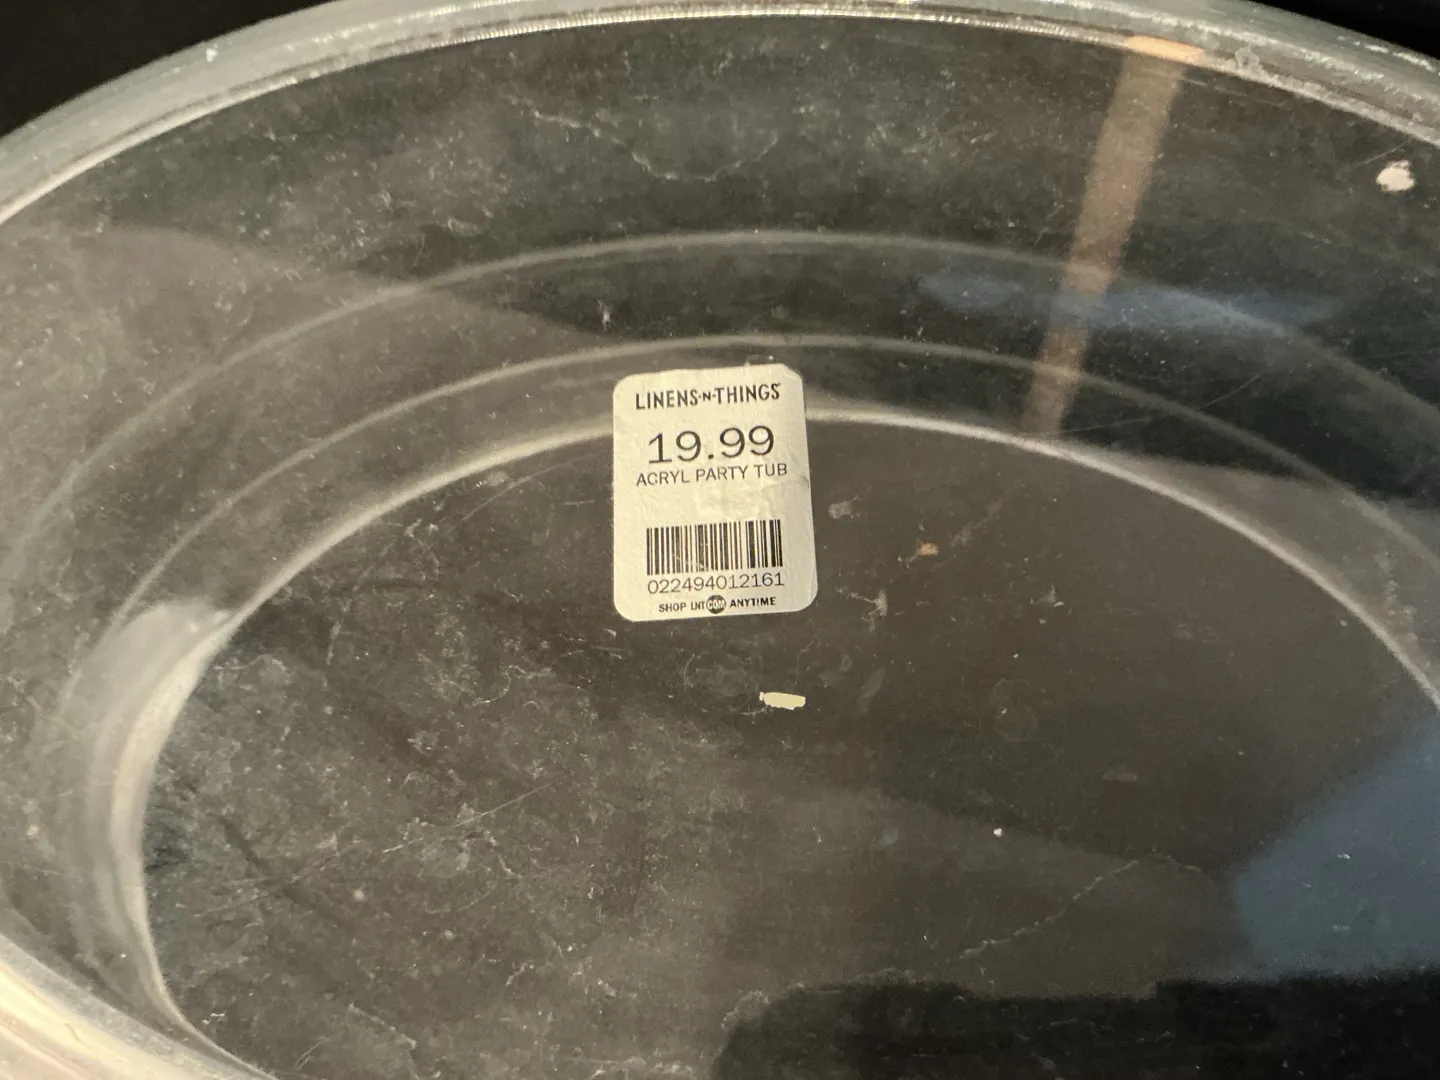 LINENS·N·THINGS
19.99
ACRYL PARTY TUB
022494012161
SHOP LNT.COM ANYTIME